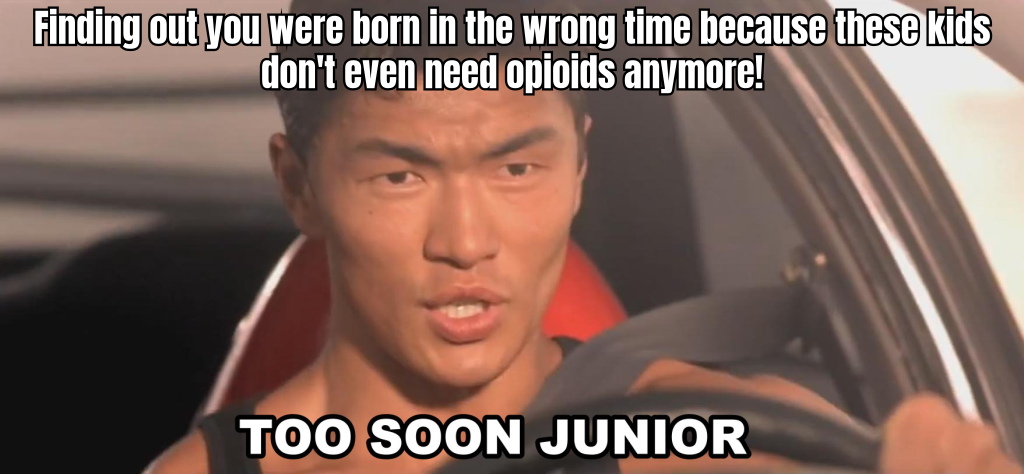 Finding out you were born in the wrong time because these kids
don't even need opioids anymore!
TOO SOON JUNIOR